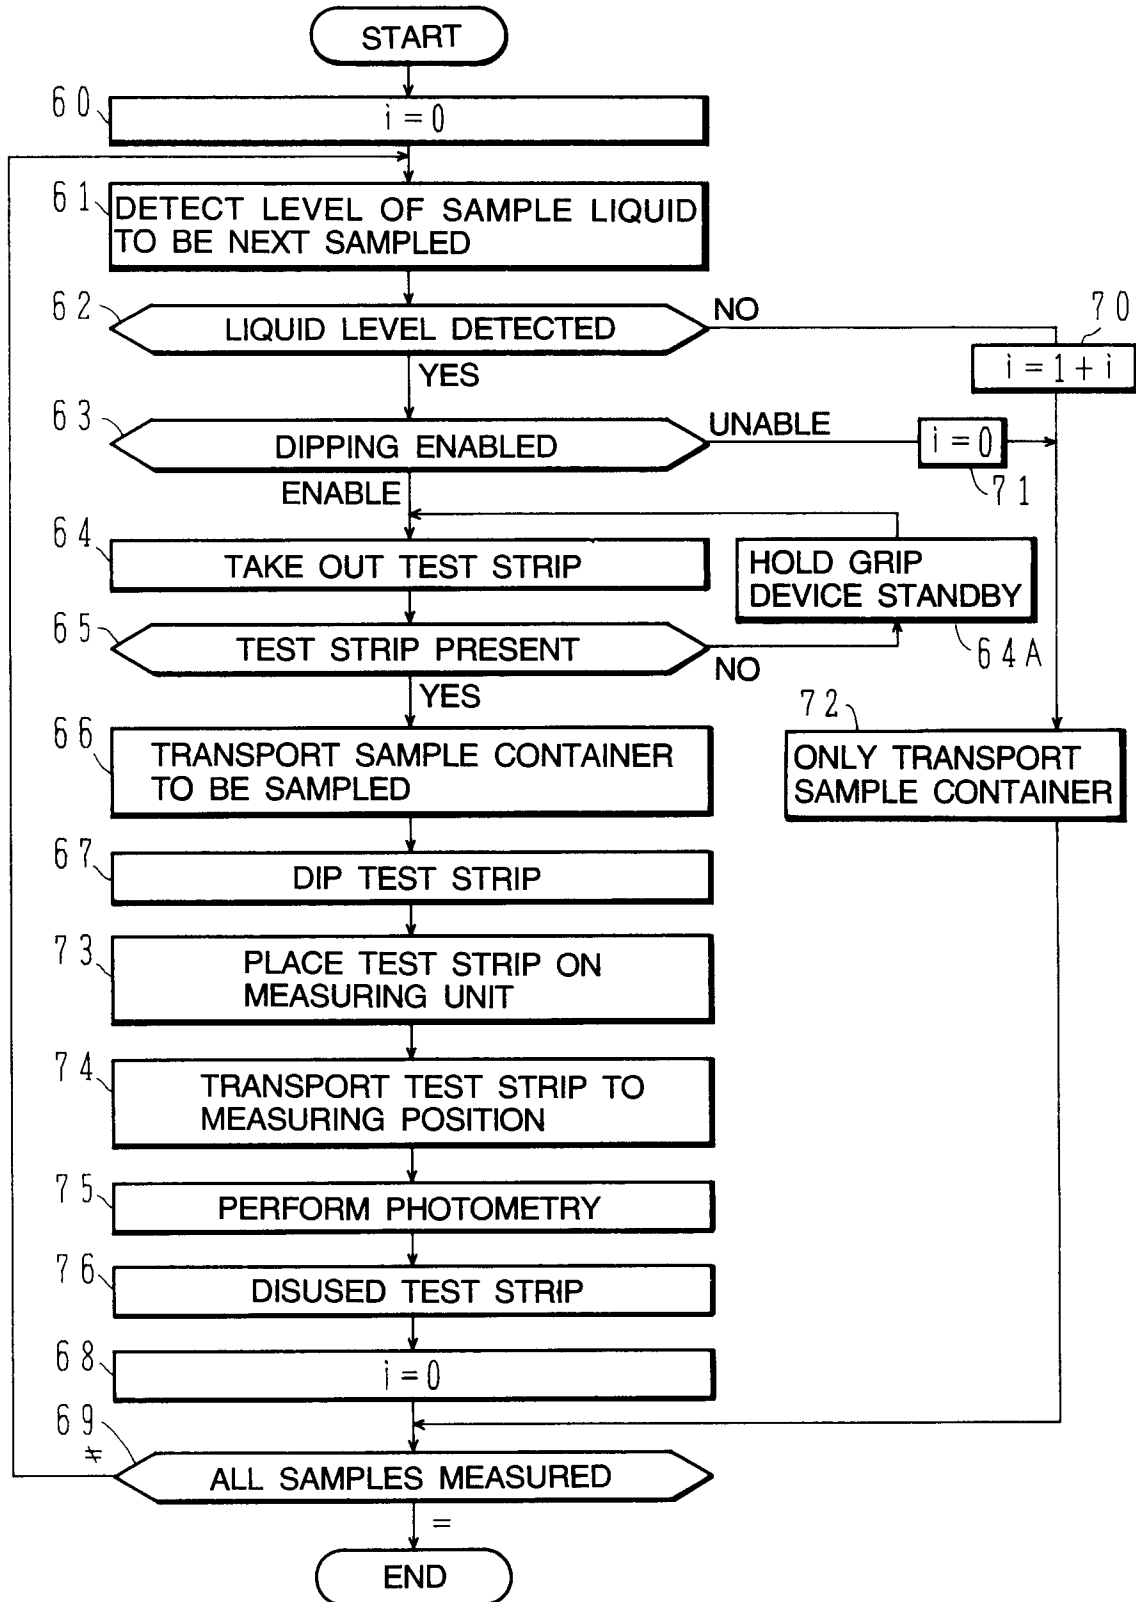 START
60
i = 0
61
DETECT LEVEL OF SAMPLE LIQUID
TO BE NEXT SAMPLED
62
LIQUID LEVEL DETECTED
NO
70
i = 1 + i
YES
63
DIPPING ENABLED
UNABLE
i = 0
71
ENABLE
64
TAKE OUT TEST STRIP
HOLD GRIP
DEVICE STANDBY
64A
65
TEST STRIP PRESENT
NO
YES
72
ONLY TRANSPORT
SAMPLE CONTAINER
66
TRANSPORT SAMPLE CONTAINER
TO BE SAMPLED
67
DIP TEST STRIP
73
PLACE TEST STRIP ON
MEASURING UNIT
74
TRANSPORT TEST STRIP TO
MEASURING POSITION
75
PERFORM PHOTOMETRY
76
DISUSED TEST STRIP
68
i = 0
69
≠
ALL SAMPLES MEASURED
=
END